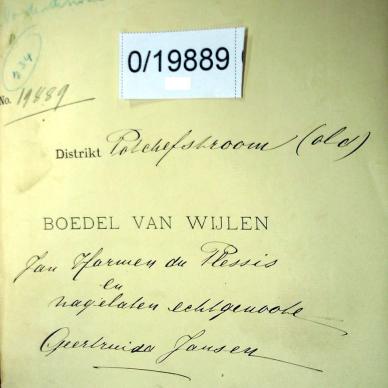 834
0/19889
No. 19889
Distrikt Potchefstroom (old)
BOEDEL VAN WIJLEN
Jan Harmen du Plessis
en
nagelaten echtgenoote
Geertruida Jansen